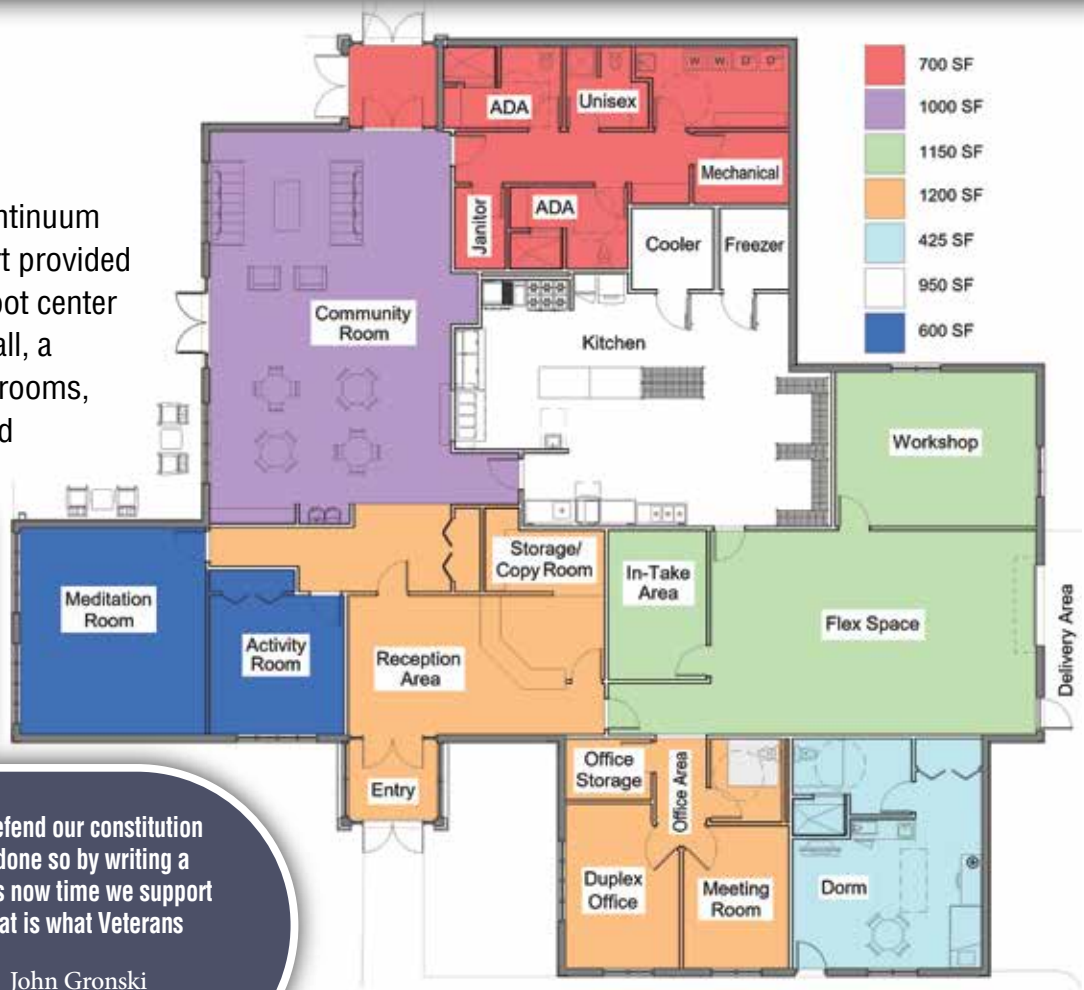 ntinuum
t provided
oot center
all, a
rooms,
d
ADA
Unisex
W W D D
Mechanical
Janitor
ADA
Cooler
Freezer
Community
Room
Kitchen
Workshop
Storage/
Copy Room
In-Take
Area
Flex Space
Delivery Area
Meditation
Room
Activity
Room
Reception
Area
Entry
Office
Storage
Office Area
Duplex
Office
Meeting
Room
Dorm
700 SF
1000 SF
1150 SF
1200 SF
425 SF
950 SF
600 SF
efend our constitution
done so by writing a
s now time we support
at is what Veterans
John Gronski